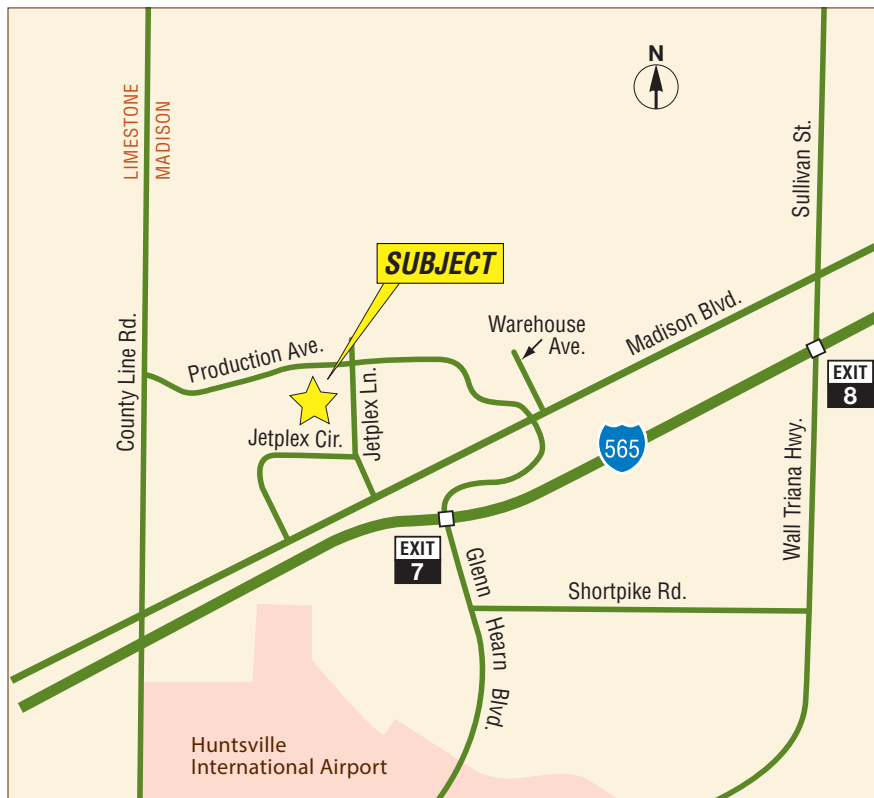 N
LIMESTONE
MADISON
Sullivan St.
SUBJECT
Warehouse
Ave.
Madison Blvd.
County Line Rd.
Production Ave.
Jetplex Ln.
EXIT
8
Jetplex Cir.
565
Wall Triana Hwy.
EXIT
7
Glenn
Hearn
Blvd.
Shortpike Rd.
Huntsville
International Airport